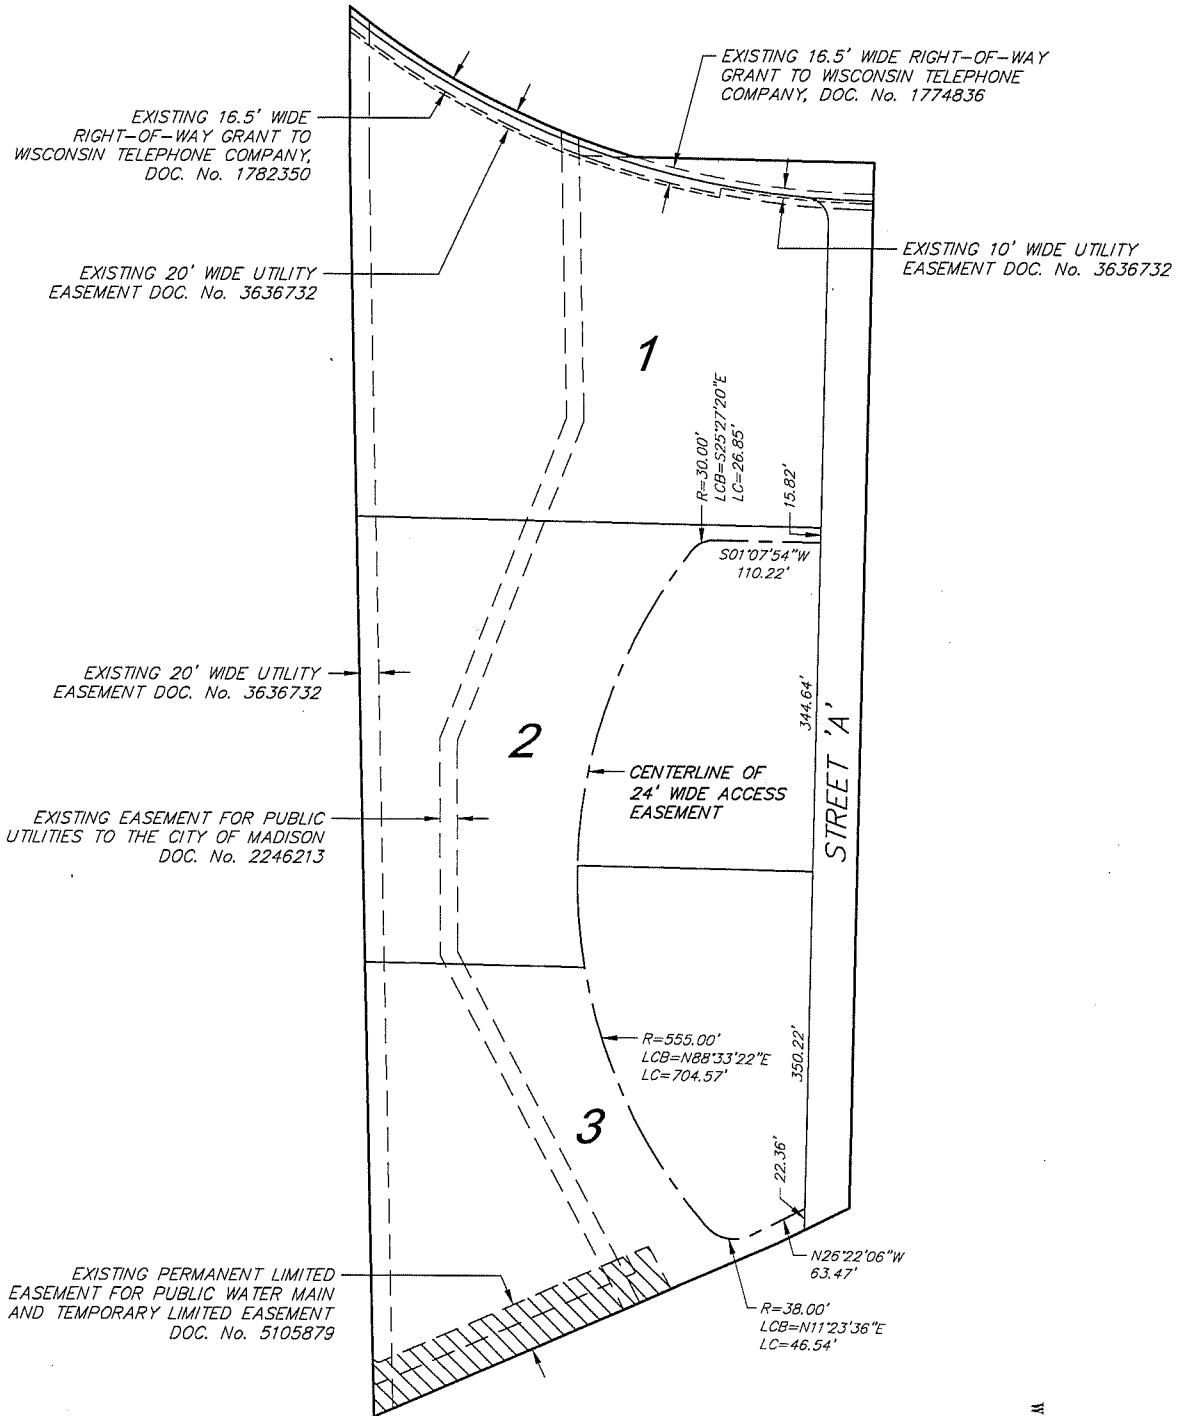 EXISTING 16.5' WIDE RIGHT-OF-WAY
GRANT TO WISCONSIN TELEPHONE
COMPANY, DOC. No. 1774836
EXISTING 16.5' WIDE
RIGHT-OF-WAY GRANT TO
WISCONSIN TELEPHONE COMPANY,
DOC. No. 1782350
EXISTING 10' WIDE UTILITY
EASEMENT DOC. No. 3636732
EXISTING 20' WIDE UTILITY
EASEMENT DOC. No. 3636732
1
R=30.00'
LCB=S25°27'20"E
LC=26.85'
15.82'
S01°07'54"W
110.22'
EXISTING 20' WIDE UTILITY
EASEMENT DOC. No. 3636732
344.64'
2
STREET 'A'
CENTERLINE OF
24' WIDE ACCESS
EASEMENT
EXISTING EASEMENT FOR PUBLIC
UTILITIES TO THE CITY OF MADISON
DOC. No. 2246213
R=555.00'
LCB=N88°33'22"E
LC=704.57'
350.22'
3
22.36'
N26°22'06"W
63.47'
EXISTING PERMANENT LIMITED
EASEMENT FOR PUBLIC WATER MAIN
AND TEMPORARY LIMITED EASEMENT
DOC. No. 5105879
R=38.00'
LCB=N11°23'36"E
LC=46.54'
W